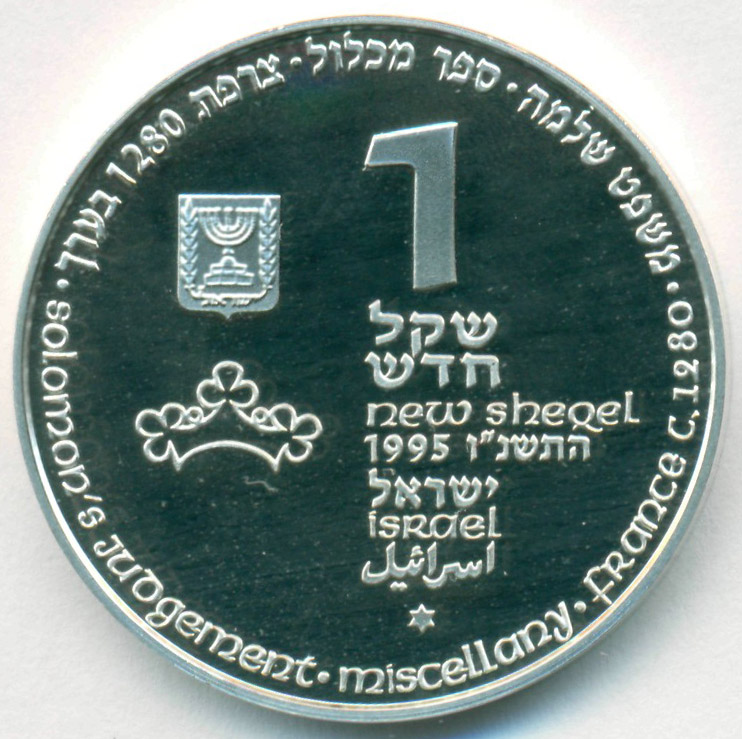 משפט שלמה · ספר מכלול · צרפת 1280 בערך ·
solomon's judgement · miscellany · france c.1280 ·
1
שקל
חדש
new sheqel
1995 התשנ"ו
ישראל
israel
اسرائيل
ישראל